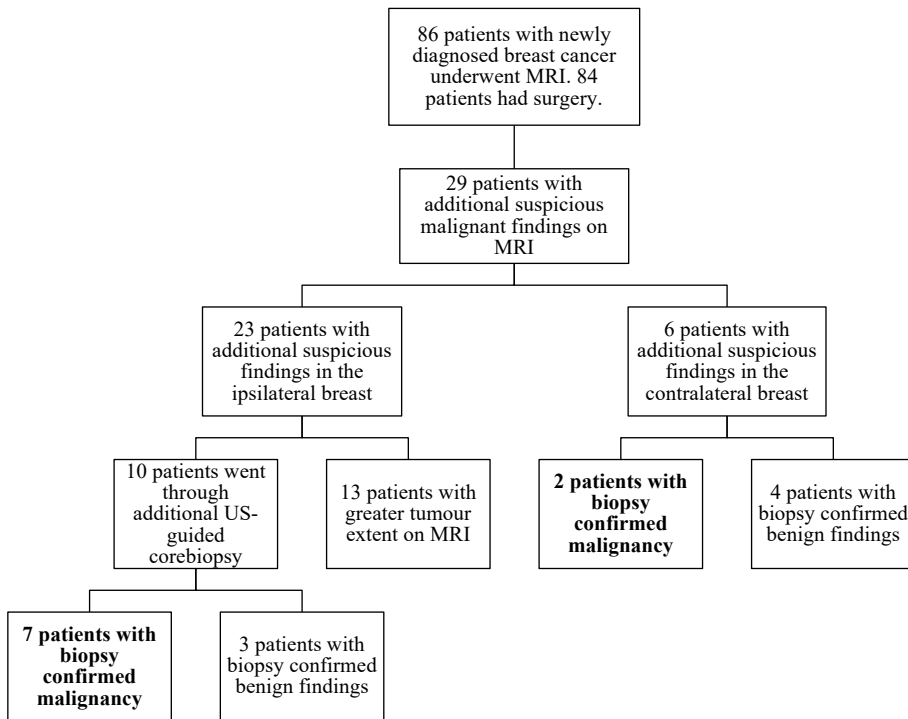 86 patients with newly
diagnosed breast cancer
underwent MRI. 84
patients had surgery.
29 patients with
additional suspicious
malignant findings on
MRI
23 patients with
additional suspicious
findings in the
ipsilateral breast
6 patients with
additional suspicious
findings in the
contralateral breast
10 patients went
through
additional US-
guided corebiopsy
13 patients with
greater tumour
extent on MRI
2 patients with
biopsy
confirmed
malignancy
4 patients with
biopsy confirmed
benign findings
7 patients with
biopsy
confirmed
malignancy
3 patients with
biopsy confirmed
benign findings